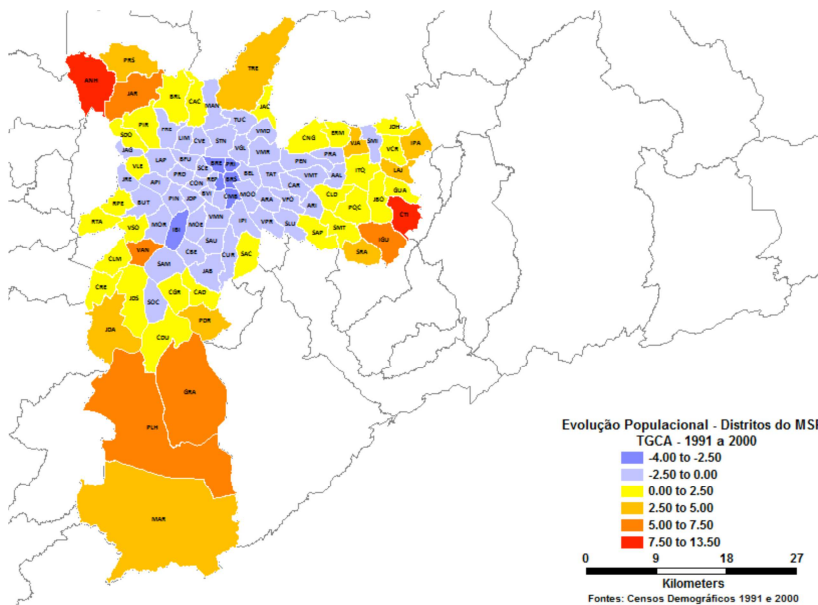 PRS
TRE
ANH
JAR
BRL
CAC
MAN
JAC
TUC
PIR
SDO
FRE
LIM
CVE
STN
VMD
CNG
ERM
JDH
VJA
SMI
VCR
IPA
JAG
VGL
VMR
PEN
PRA
LAP
BFU
SCE
BRE
PRI
VLE
JRE
API
PRD
CON
REP
BRS
BEL
TAT
VMT
AAL
ITQ
LAJ
CAR
GUA
RPE
BUT
PIN
JDP
BVI
CMB
MOO
ARA
VFO
ARI
CLD
PQC
JBO
CTI
RTA
VSO
MOR
IBI
MOE
VMN
IPI
VPR
SLU
SAP
SMT
IGU
SRA
VAN
SAU
CLM
SAM
CBE
CUR
SAC
JAB
CRE
JDS
SOC
CGR
CAD
JDA
PDR
CDU
GRA
PLH
MAR
Evolução Populacional - Distritos do MSP
TGCA - 1991 a 2000
-4.00 to -2.50
-2.50 to 0.00
0.00 to 2.50
2.50 to 5.00
5.00 to 7.50
7.50 to 13.50
0 9 18 27
Kilometers
Fontes: Censos Demográficos 1991 e 2000